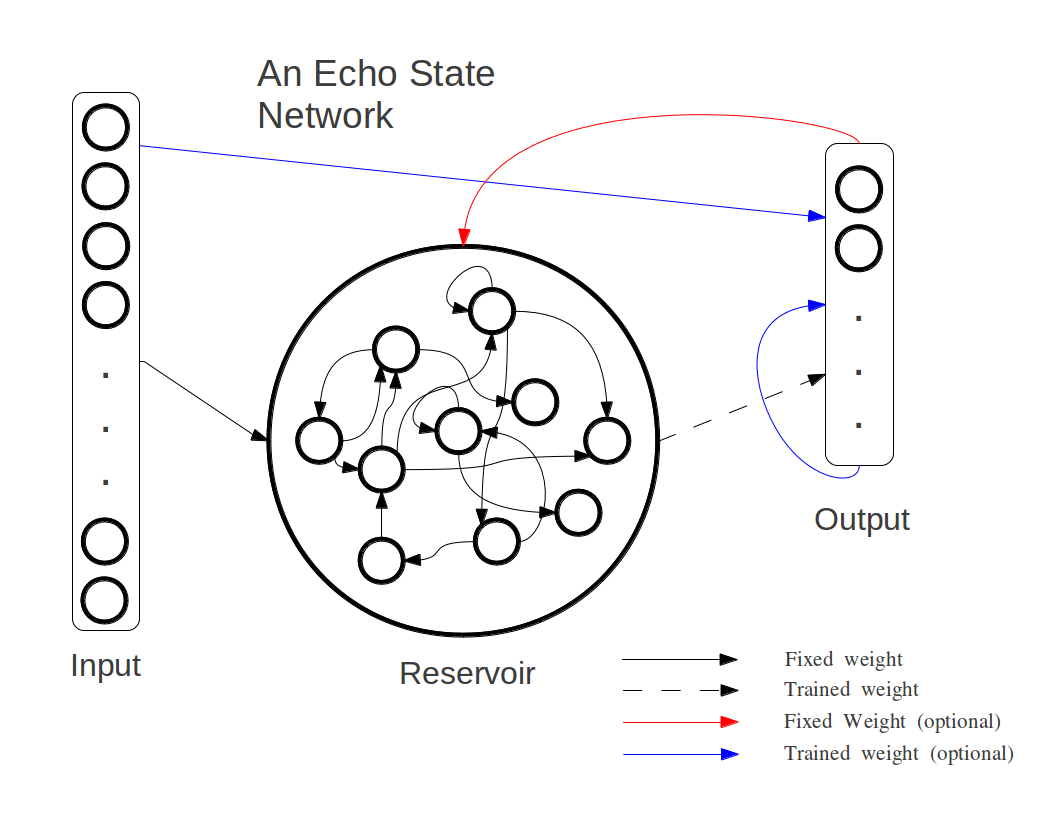 An Echo State
Network
Input
Reservoir
Output
Fixed weight
Trained weight
Fixed Weight (optional)
Trained weight (optional)